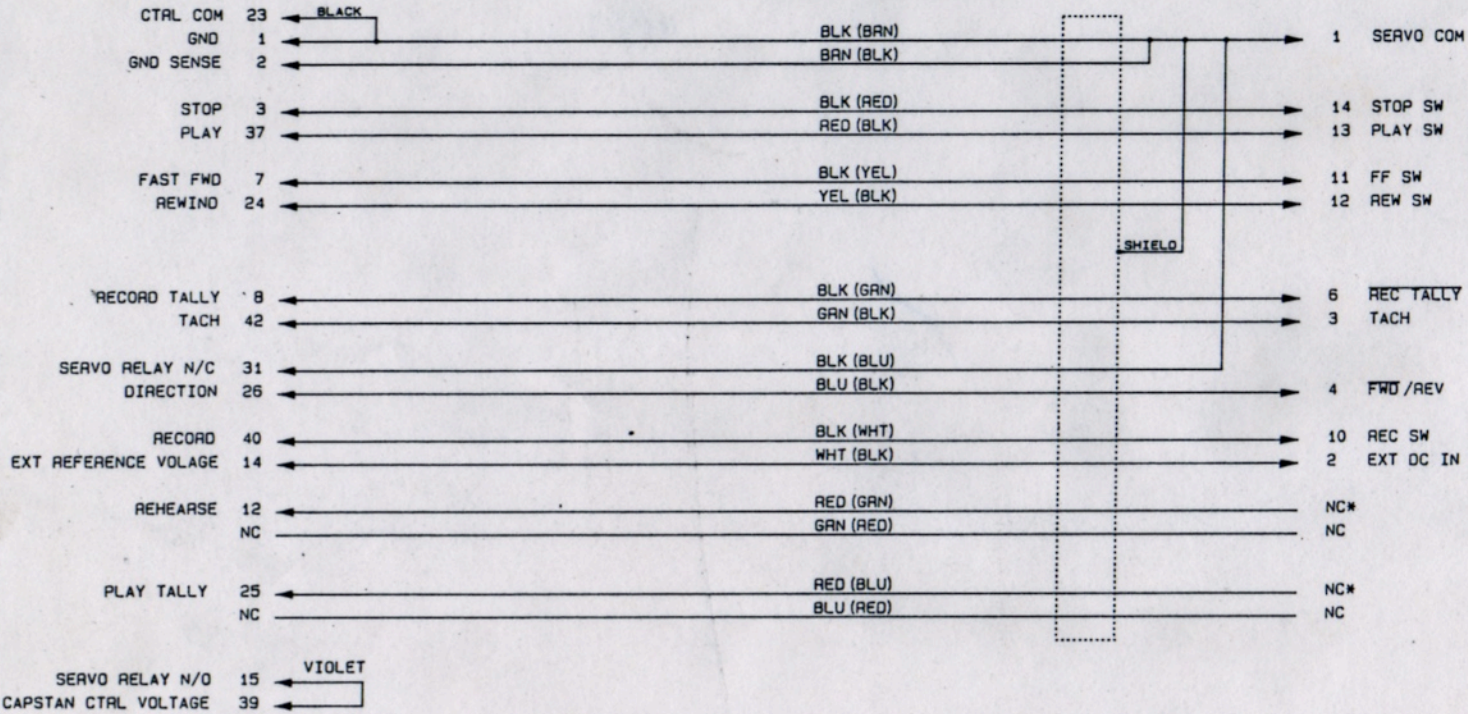 CTRL COM 23 BLACK
GND 1 BLK (BRN) 1 SERVO COM
GND SENSE 2 BRN (BLK)
STOP 3 BLK (RED) 14 STOP SW
PLAY 37 RED (BLK) 13 PLAY SW
FAST FWD 7 BLK (YEL) 11 FF SW
REWIND 24 YEL (BLK) 12 REW SW
SHIELD
RECORD TALLY 8 BLK (GRN) 6 REC TALLY
TACH 42 GRN (BLK) 3 TACH
SERVO RELAY N/C 31 BLK (BLU)
DIRECTION 26 BLU (BLK) 4 FWD/REV
RECORD 40 BLK (WHT) 10 REC SW
EXT REFERENCE VOLAGE 14 WHT (BLK) 2 EXT DC IN
REHEARSE 12 RED (GRN) NC*
NC GRN (RED) NC
PLAY TALLY 25 RED (BLU) NC*
NC BLU (RED) NC
SERVO RELAY N/O 15 VIOLET
CAPSTAN CTRL VOLTAGE 39